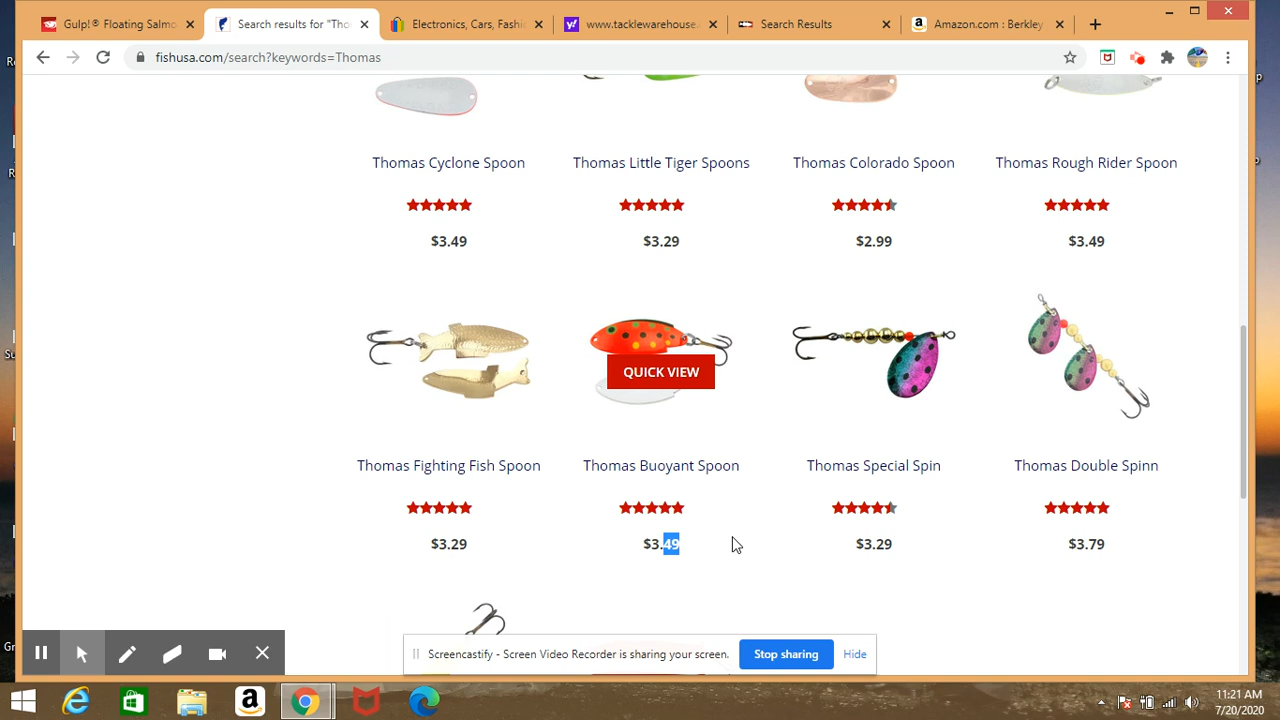 Gulp!® Floating Salmo
Search results for "Tho
Electronics, Cars, Fashi
www.tacklewarehouse.
Search Results
Amazon.com : Berkley
fishusa.com/search?keywords=Thomas
Thomas Cyclone Spoon
Thomas Little Tiger Spoons
Thomas Colorado Spoon
Thomas Rough Rider Spoon
$3.49
$3.29
$2.99
$3.49
QUICK VIEW
Thomas Fighting Fish Spoon
Thomas Buoyant Spoon
Thomas Special Spin
Thomas Double Spinn
$3.29
$3.49
$3.29
$3.79
Screencastify - Screen Video Recorder is sharing your screen.
Stop sharing
Hide
11:21 AM
7/20/2020